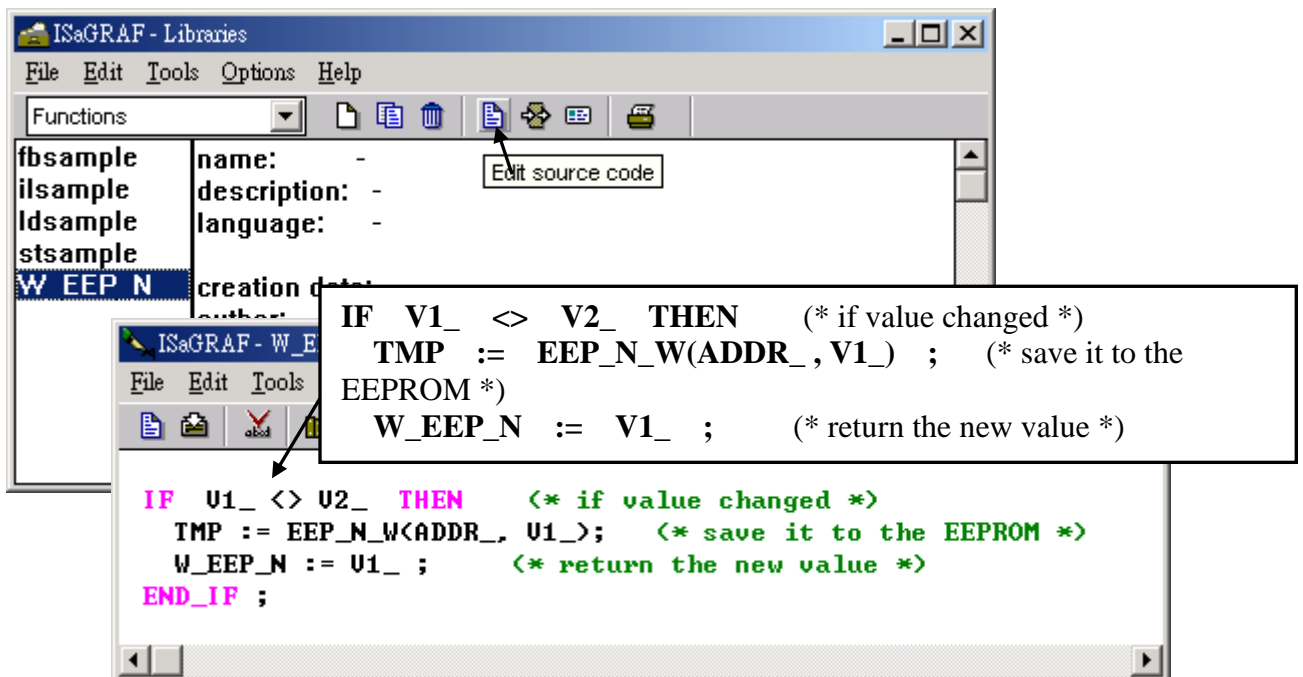 ISaGRAF - Libraries
File Edit Tools Options Help
Functions
fbsample
ilsample
ldsample
stsample
W_EEP_N
name: -
description: -
language: -
creation date:
author:
Edit source code
IF V1_ <> V2_ THEN (* if value changed *)
TMP := EEP_N_W(ADDR_ , V1_) ; (* save it to the
EEPROM *)
W_EEP_N := V1_ ; (* return the new value *)
ISaGRAF - W_E
File Edit Tools
IF V1_ <> V2_ THEN (* if value changed *)
TMP := EEP_N_W(ADDR_, V1_); (* save it to the EEPROM *)
W_EEP_N := V1_ ; (* return the new value *)
END_IF ;